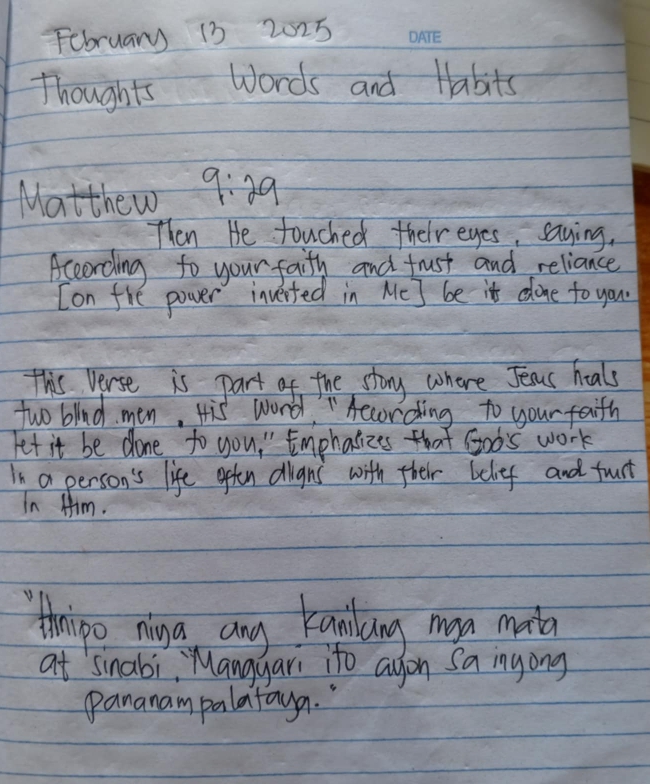 February 13 2025
DATE
Thoughts Words and Habits
Matthew 9:29
Then He touched their eyes, saying,
According to your faith and trust and reliance
[on the power inverted in Me] be it done to you.
This Verse is part of the story where Jesus heals
two blind men. His Word, "According to your faith
let it be done to you," Emphasizes that God's work
In a person's life often aligns with their belief and trust
In Him.
"Hinipo niya ang kanilang mga mata
at sinabi, "Mangyari ito ayon sa inyong
pananampalataya."